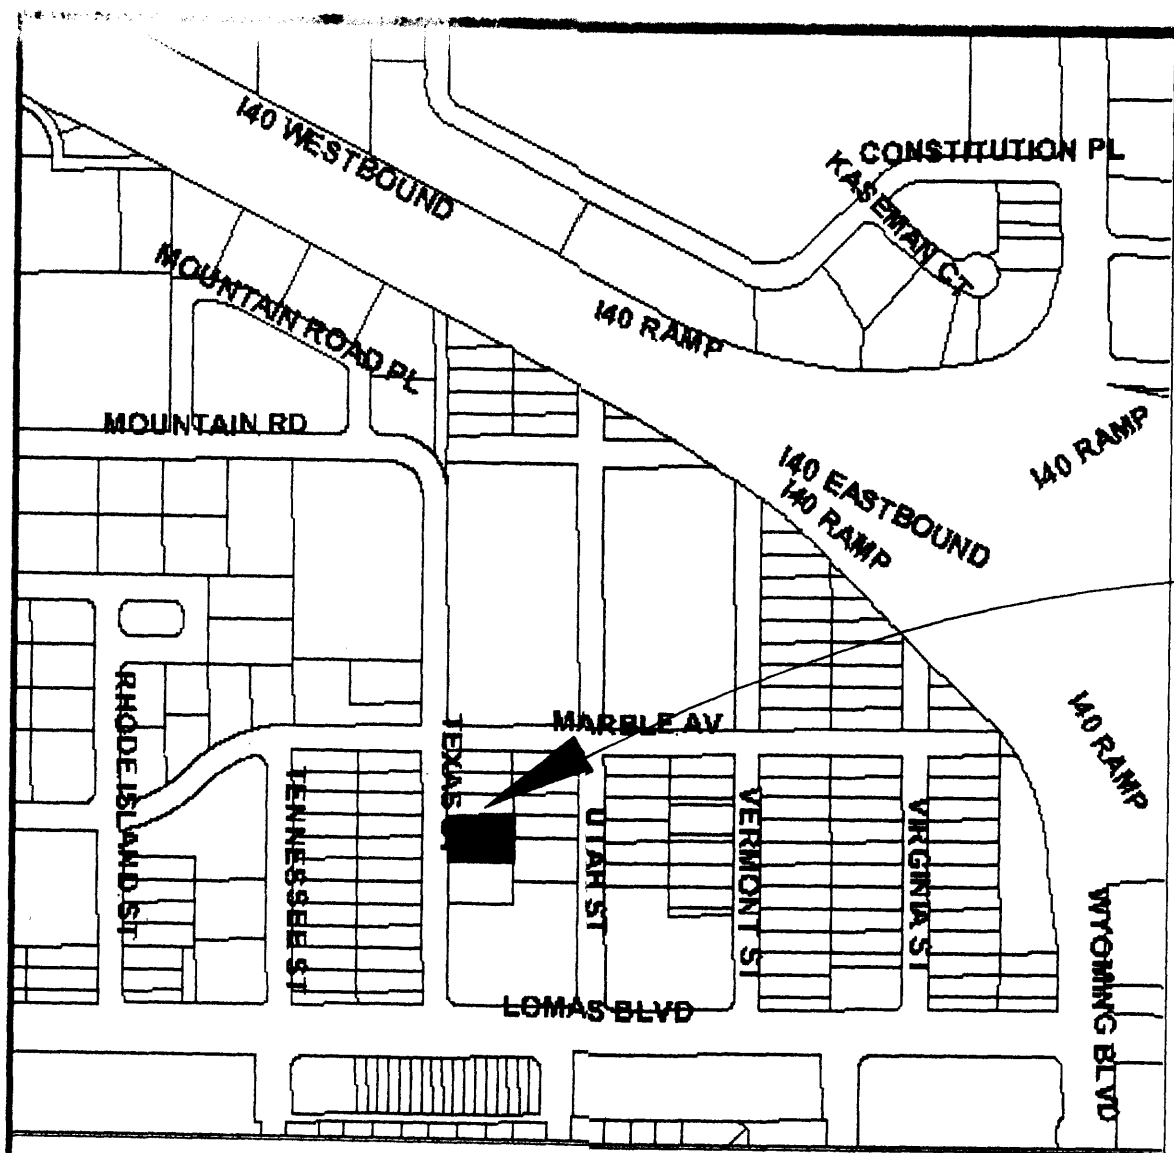 I40 WESTBOUND
CONSTITUTION PL
KASEMAN CT
MOUNTAIN ROAD PL
I40 RAMP
MOUNTAIN RD
I40 RAMP
I40 EASTBOUND
I40 RAMP
RHODE ISLAND ST
TEXAS
MARBLE AV
I40 RAMP
TENNESSEE ST
UTAH ST
VERMONT ST
VIRGINIA ST
WYOMING BLVD
LOMAS BLVD